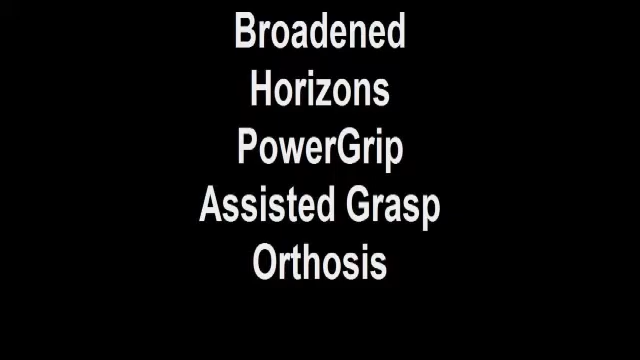 Broadened
Horizons
PowerGrip
Assisted Grasp
Orthosis